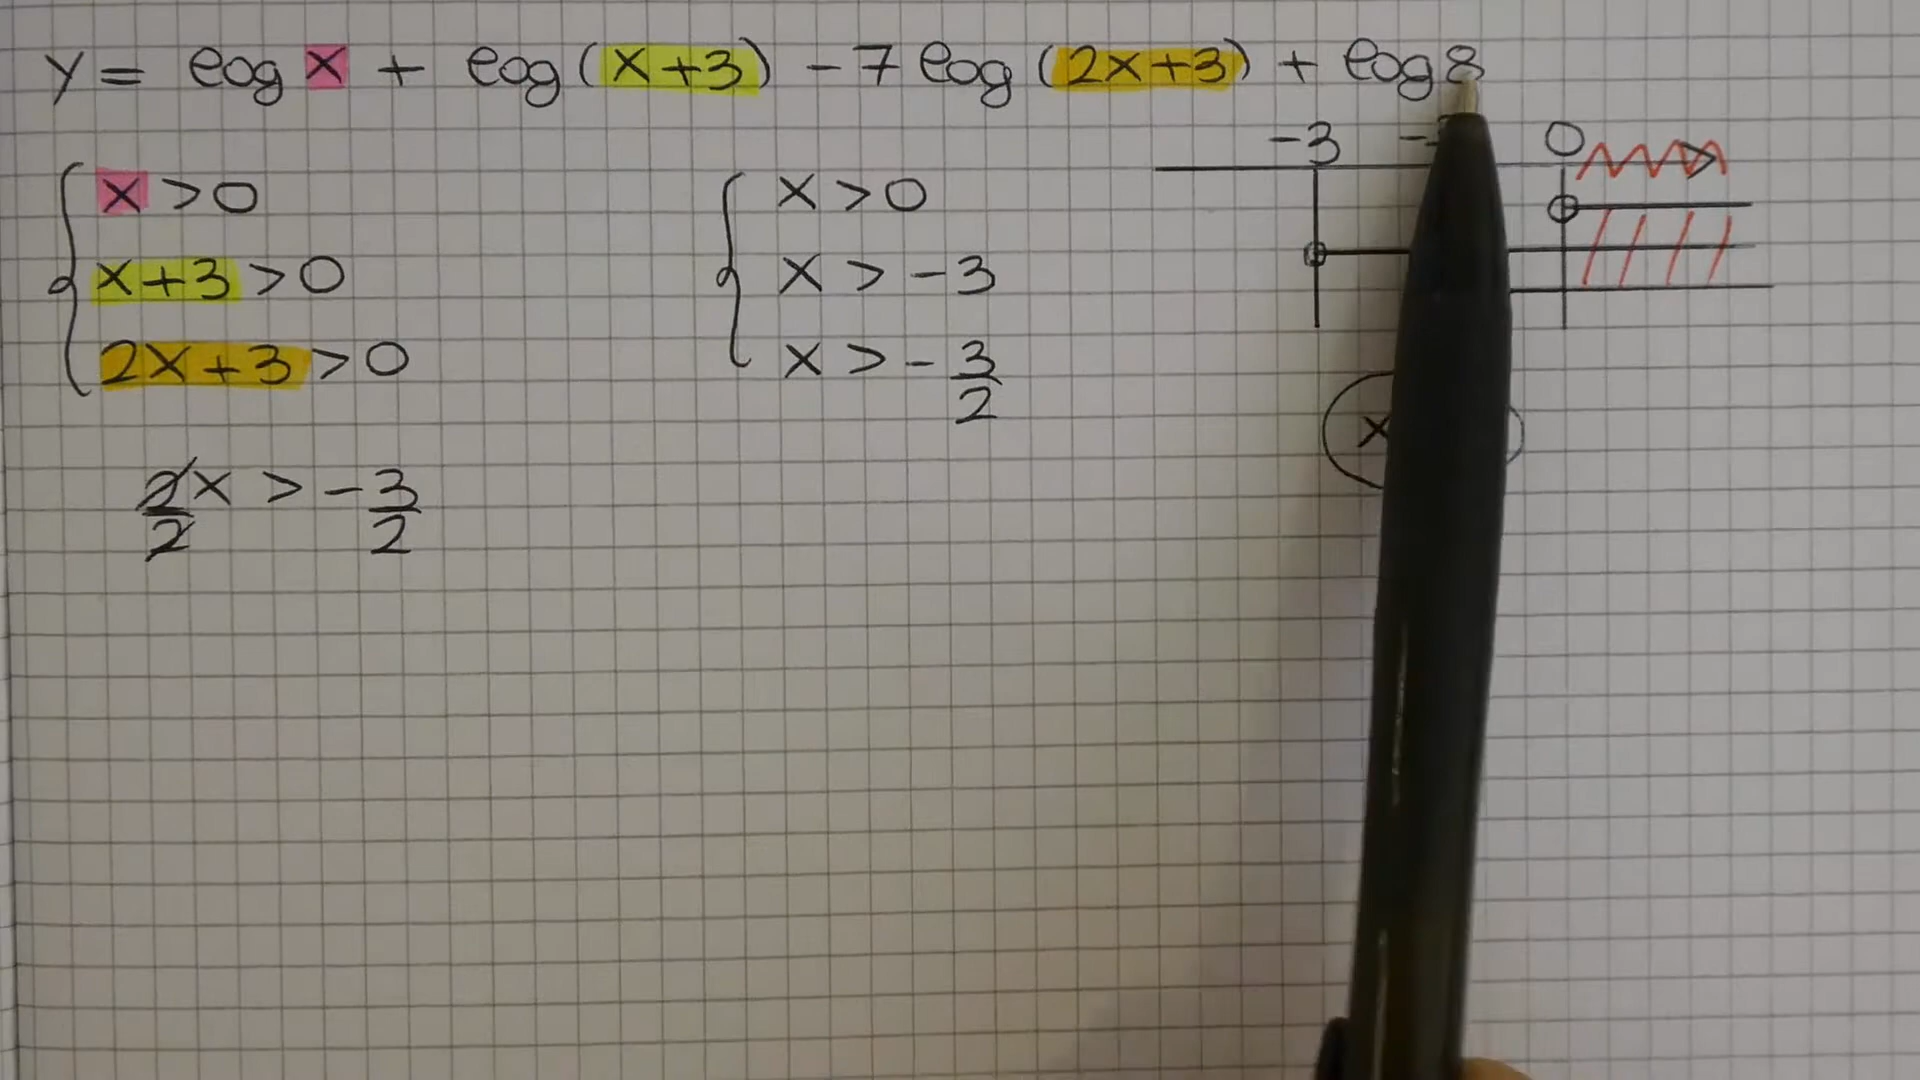 y = log x + log (x+3) - 7 log (2x+3) + log 8
x > 0
x+3 > 0
2x+3 > 0
2/2 x > - 3/2
x > 0
x > -3
x > - 3/2
-3 - 0
x